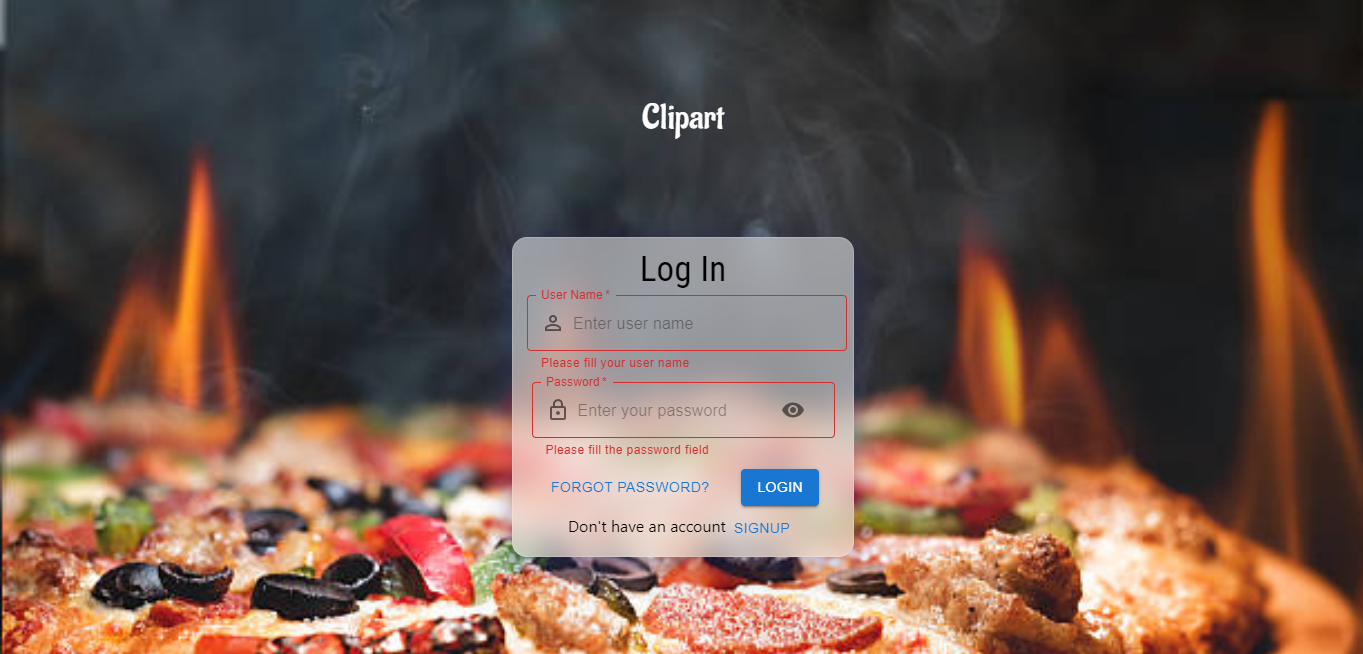 Clipart
Log In
User Name *
Enter user name
Please fill your user name
Password *
Enter your password
Please fill the password field
FORGOT PASSWORD? LOGIN
Don't have an account SIGNUP